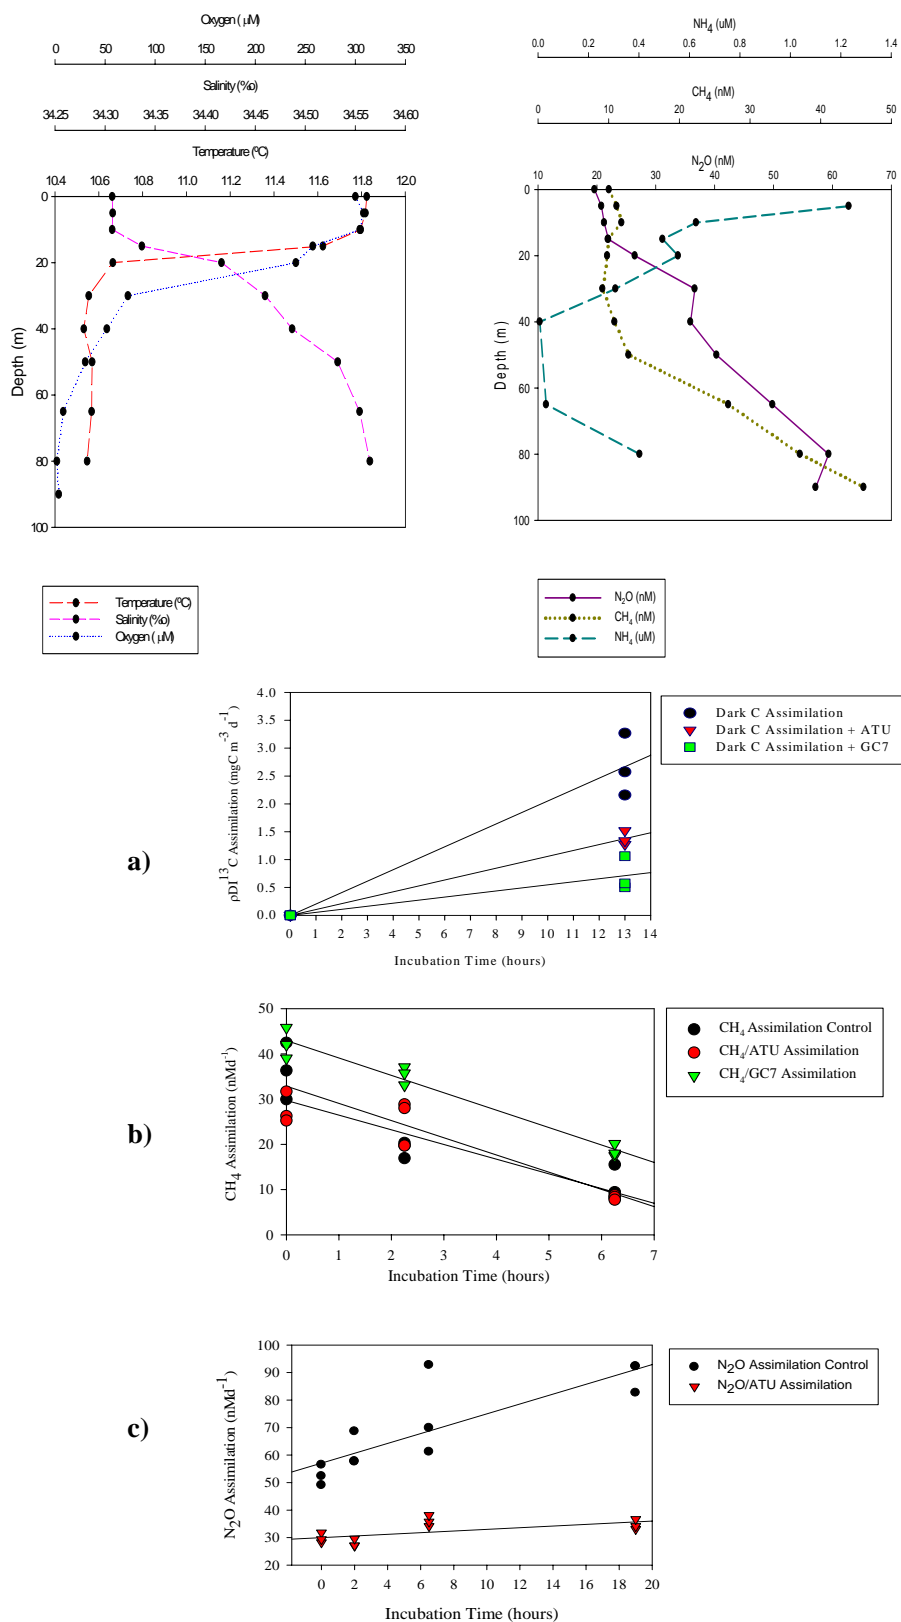 Oxygen ( μM)
0 50 100 150 200 250 300 350
Salinity (%o)
34.25 34.30 34.35 34.40 34.45 34.50 34.55 34.60
Temperature (ºC)
10.4 10.6 10.8 11.0 11.2 11.4 11.6 11.8 12.0
0
20
40
60
80
100
Depth (m)
Temperature (ºC)
Salinity (%o)
Oxygen ( μM)
NH4 (uM)
0.0 0.2 0.4 0.6 0.8 1.0 1.2 1.4
CH4 (nM)
0 10 20 30 40 50
N2O (nM)
10 20 30 40 50 60 70
0
20
40
60
80
100
Depth (m)
N2O (nM)
CH4 (nM)
NH4 (uM)
a)
ρDI13C Assimilation (mgC m-3 d-1)
4.0
3.5
3.0
2.5
2.0
1.5
1.0
0.5
0.0
0 1 2 3 4 5 6 7 8 9 10 11 12 13 14
Incubation Time (hours)
Dark C Assimilation
Dark C Assimilation + ATU
Dark C Assimilation + GC7
b)
CH4 Assimilation (nMd-1)
50
40
30
20
10
0
0 1 2 3 4 5 6 7
Incubation Time (hours)
CH4 Assimilation Control
CH4/ATU Assimilation
CH4/GC7 Assimilation
c)
N2O Assimilation (nMd-1)
100
90
80
70
60
50
40
30
20
0 2 4 6 8 10 12 14 16 18 20
Incubation Time (hours)
N2O Assimilation Control
N2O/ATU Assimilation